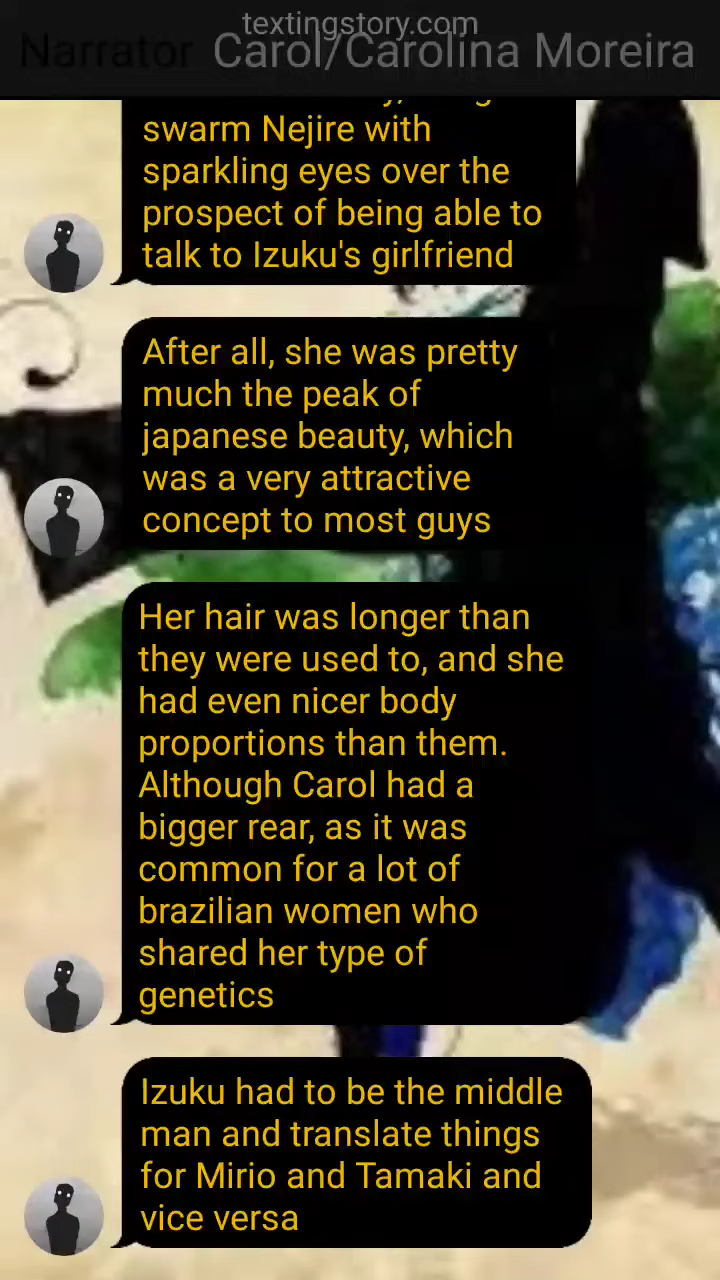 textingstory.com
Narrator Carol/Carolina Moreira
swarm Nejire with
sparkling eyes over the
prospect of being able to
talk to Izuku's girlfriend
After all, she was pretty
much the peak of
japanese beauty, which
was a very attractive
concept to most guys
Her hair was longer than
they were used to, and she
had even nicer body
proportions than them.
Although Carol had a
bigger rear, as it was
common for a lot of
brazilian women who
shared her type of
genetics
Izuku had to be the middle
man and translate things
for Mirio and Tamaki and
vice versa